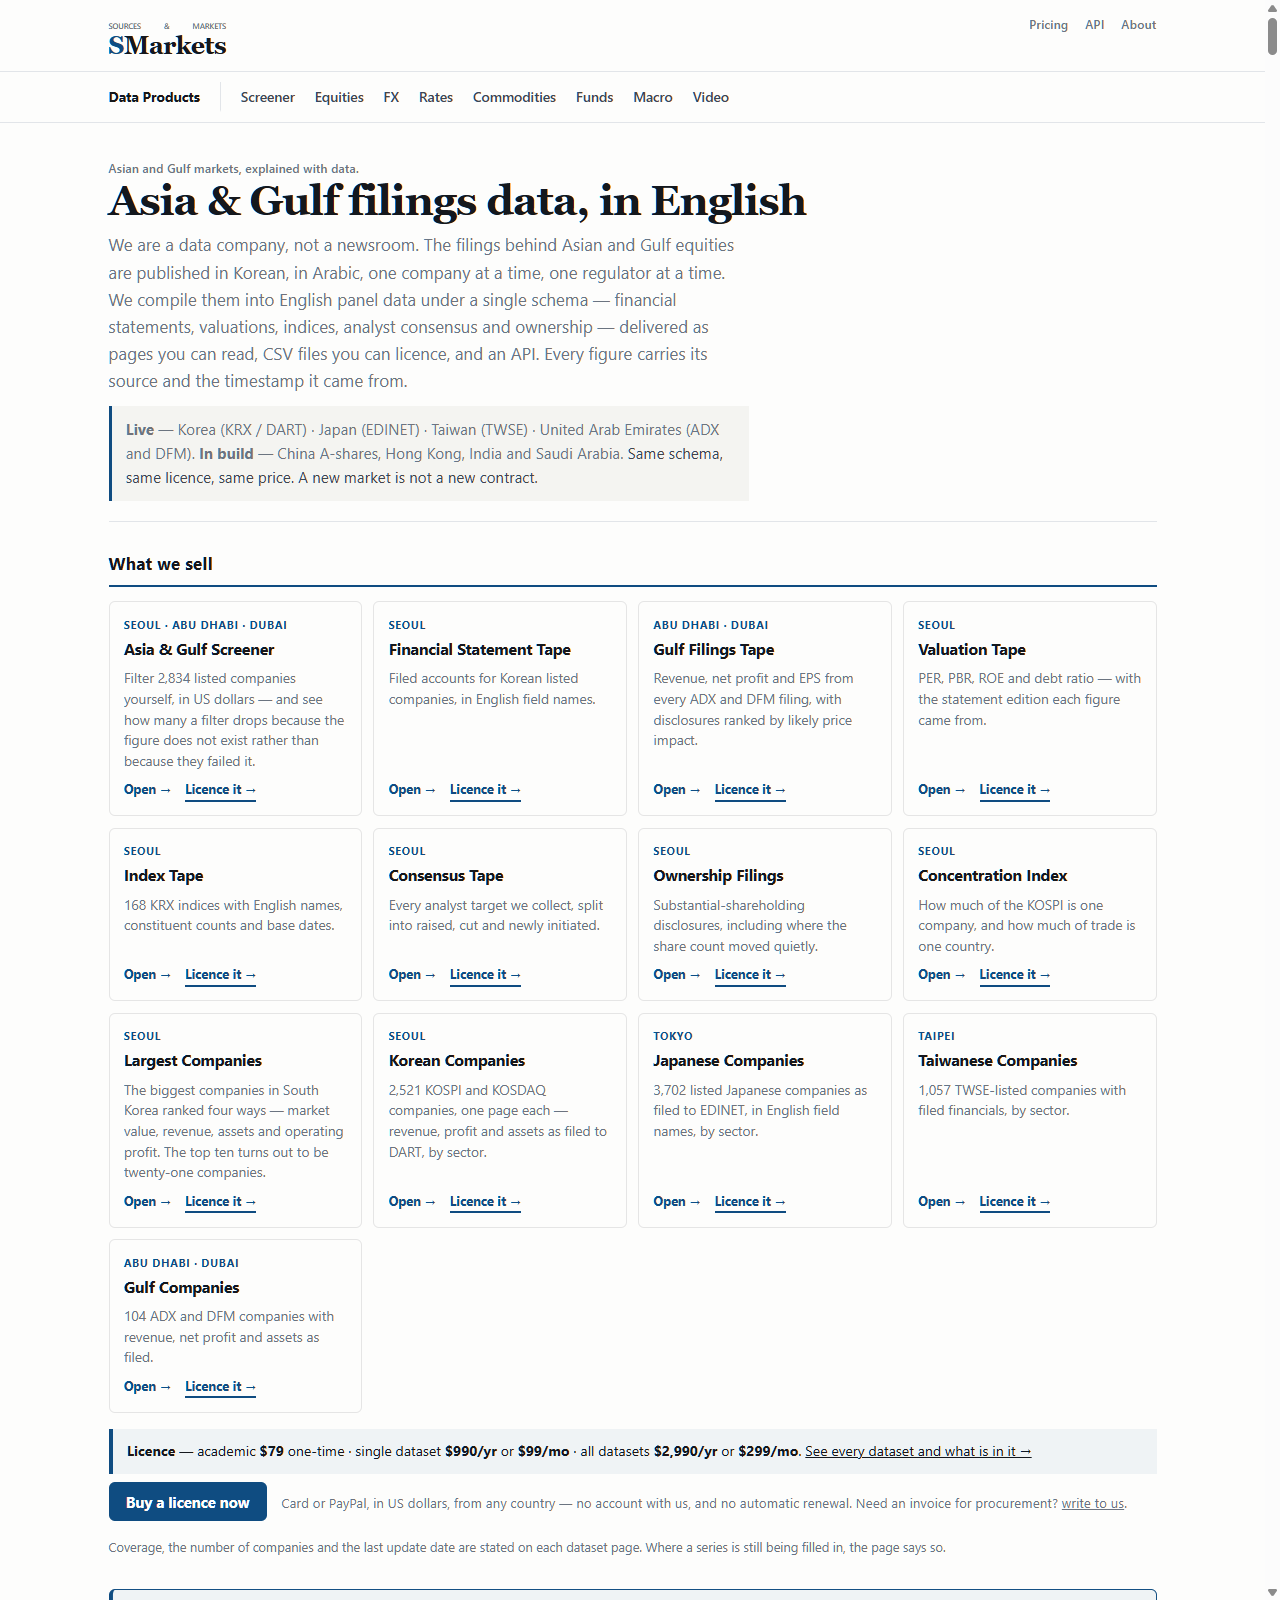 SOURCES & MARKETS
SMarkets
Pricing API About
Data Products Screener Equities FX Rates Commodities Funds Macro Video
Asian and Gulf markets, explained with data.
Asia & Gulf filings data, in English
We are a data company, not a newsroom. The filings behind Asian and Gulf equities
are published in Korean, in Arabic, one company at a time, one regulator at a time.
We compile them into English panel data under a single schema — financial
statements, valuations, indices, analyst consensus and ownership — delivered as
pages you can read, CSV files you can licence, and an API. Every figure carries its
source and the timestamp it came from.
Live — Korea (KRX / DART) · Japan (EDINET) · Taiwan (TWSE) · United Arab Emirates (ADX
and DFM). In build — China A-shares, Hong Kong, India and Saudi Arabia. Same schema,
same licence, same price. A new market is not a new contract.
What we sell
SEOUL · ABU DHABI · DUBAI
Asia & Gulf Screener
Filter 2,834 listed companies
yourself, in US dollars — and see
how many a filter drops because the
figure does not exist rather than
because they failed it.
Open → Licence it →
SEOUL
Financial Statement Tape
Filed accounts for Korean listed
companies, in English field names.
Open → Licence it →
ABU DHABI · DUBAI
Gulf Filings Tape
Revenue, net profit and EPS from
every ADX and DFM filing, with
disclosures ranked by likely price
impact.
Open → Licence it →
SEOUL
Valuation Tape
PER, PBR, ROE and debt ratio — with
the statement edition each figure
came from.
Open → Licence it →
SEOUL
Index Tape
168 KRX indices with English names,
constituent counts and base dates.
Open → Licence it →
SEOUL
Consensus Tape
Every analyst target we collect, split
into raised, cut and newly initiated.
Open → Licence it →
SEOUL
Ownership Filings
Substantial-shareholding
disclosures, including where the
share count moved quietly.
Open → Licence it →
SEOUL
Concentration Index
How much of the KOSPI is one
company, and how much of trade is
one country.
Open → Licence it →
SEOUL
Largest Companies
The biggest companies in South
Korea ranked four ways — market
value, revenue, assets and operating
profit. The top ten turns out to be
twenty-one companies.
Open → Licence it →
SEOUL
Korean Companies
2,521 KOSPI and KOSDAQ
companies, one page each —
revenue, profit and assets as filed to
DART, by sector.
Open → Licence it →
TOKYO
Japanese Companies
3,702 listed Japanese companies as
filed to EDINET, in English field
names, by sector.
Open → Licence it →
TAIPEI
Taiwanese Companies
1,057 TWSE-listed companies with
filed financials, by sector.
Open → Licence it →
ABU DHABI · DUBAI
Gulf Companies
104 ADX and DFM companies with
revenue, net profit and assets as
filed.
Open → Licence it →
Licence — academic $79 one-time · single dataset $990/yr or $99/mo · all datasets $2,990/yr or $299/mo. See every dataset and what is in it →
Buy a licence now Card or PayPal, in US dollars, from any country — no account with us, and no automatic renewal. Need an invoice for procurement? write to us.
Coverage, the number of companies and the last update date are stated on each dataset page. Where a series is still being filled in, the page says so.